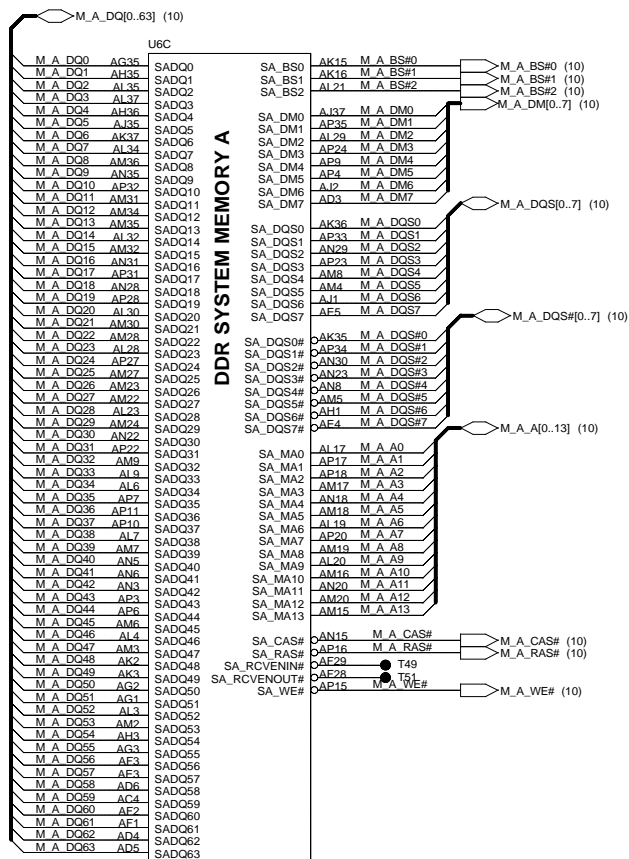 M_A_DQ[0..63] (10)
U6C
M_A_DQ0 AG35 SADQ0
M_A_DQ1 AH35 SADQ1
M_A_DQ2 AL35 SADQ2
M_A_DQ3 AL37 SADQ3
M_A_DQ4 AH36 SADQ4
M_A_DQ5 AJ35 SADQ5
M_A_DQ6 AK37 SADQ6
M_A_DQ7 AL34 SADQ7
M_A_DQ8 AM36 SADQ8
M_A_DQ9 AN35 SADQ9
M_A_DQ10 AP32 SADQ10
M_A_DQ11 AM31 SADQ11
M_A_DQ12 AM34 SADQ12
M_A_DQ13 AM35 SADQ13
M_A_DQ14 AL32 SADQ14
M_A_DQ15 AM32 SADQ15
M_A_DQ16 AN31 SADQ16
M_A_DQ17 AP31 SADQ17
M_A_DQ18 AN28 SADQ18
M_A_DQ19 AP28 SADQ19
M_A_DQ20 AL30 SADQ20
M_A_DQ21 AM30 SADQ21
M_A_DQ22 AM28 SADQ22
M_A_DQ23 AL28 SADQ23
M_A_DQ24 AP27 SADQ24
M_A_DQ25 AM27 SADQ25
M_A_DQ26 AM23 SADQ26
M_A_DQ27 AM22 SADQ27
M_A_DQ28 AL23 SADQ28
M_A_DQ29 AM24 SADQ29
M_A_DQ30 AN22 SADQ30
M_A_DQ31 AP22 SADQ31
M_A_DQ32 AM9 SADQ32
M_A_DQ33 AL9 SADQ33
M_A_DQ34 AL6 SADQ34
M_A_DQ35 AP7 SADQ35
M_A_DQ36 AP11 SADQ36
M_A_DQ37 AP10 SADQ37
M_A_DQ38 AL7 SADQ38
M_A_DQ39 AM7 SADQ39
M_A_DQ40 AN5 SADQ40
M_A_DQ41 AN6 SADQ41
M_A_DQ42 AN3 SADQ42
M_A_DQ43 AP3 SADQ43
M_A_DQ44 AP6 SADQ44
M_A_DQ45 AM6 SADQ45
M_A_DQ46 AL4 SADQ46
M_A_DQ47 AM3 SADQ47
M_A_DQ48 AK2 SADQ48
M_A_DQ49 AK3 SADQ49
M_A_DQ50 AG2 SADQ50
M_A_DQ51 AG1 SADQ51
M_A_DQ52 AL3 SADQ52
M_A_DQ53 AM2 SADQ53
M_A_DQ54 AH3 SADQ54
M_A_DQ55 AG3 SADQ55
M_A_DQ56 AF3 SADQ56
M_A_DQ57 AE3 SADQ57
M_A_DQ58 AD6 SADQ58
M_A_DQ59 AC4 SADQ59
M_A_DQ60 AF2 SADQ60
M_A_DQ61 AF1 SADQ61
M_A_DQ62 AD4 SADQ62
M_A_DQ63 AD5 SADQ63
DDR SYSTEM MEMORY A
SA_BS0 AK15 M_A_BS#0 M_A_BS#0 (10)
SA_BS1 AK16 M_A_BS#1 M_A_BS#1 (10)
SA_BS2 AL21 M_A_BS#2 M_A_BS#2 (10)
M_A_DM[0..7] (10)
SA_DM0 AJ37 M_A_DM0
SA_DM1 AP35 M_A_DM1
SA_DM2 AL29 M_A_DM2
SA_DM3 AP24 M_A_DM3
SA_DM4 AP9 M_A_DM4
SA_DM5 AP4 M_A_DM5
SA_DM6 AJ2 M_A_DM6
SA_DM7 AD3 M_A_DM7
M_A_DQS[0..7] (10)
SA_DQS0 AK36 M_A_DQS0
SA_DQS1 AP33 M_A_DQS1
SA_DQS2 AN29 M_A_DQS2
SA_DQS3 AP23 M_A_DQS3
SA_DQS4 AM8 M_A_DQS4
SA_DQS5 AM4 M_A_DQS5
SA_DQS6 AJ1 M_A_DQS6
SA_DQS7 AE5 M_A_DQS7
M_A_DQS#[0..7] (10)
SA_DQS0# AK35 M_A_DQS#0
SA_DQS1# AP34 M_A_DQS#1
SA_DQS2# AN30 M_A_DQS#2
SA_DQS3# AN23 M_A_DQS#3
SA_DQS4# AN8 M_A_DQS#4
SA_DQS5# AM5 M_A_DQS#5
SA_DQS6# AH1 M_A_DQS#6
SA_DQS7# AE4 M_A_DQS#7
M_A_A[0..13] (10)
SA_MA0 AL17 M_A_A0
SA_MA1 AP17 M_A_A1
SA_MA2 AP18 M_A_A2
SA_MA3 AM17 M_A_A3
SA_MA4 AN18 M_A_A4
SA_MA5 AM18 M_A_A5
SA_MA6 AL19 M_A_A6
SA_MA7 AP20 M_A_A7
SA_MA8 AM19 M_A_A8
SA_MA9 AL20 M_A_A9
SA_MA10 AM16 M_A_A10
SA_MA11 AN20 M_A_A11
SA_MA12 AM20 M_A_A12
SA_MA13 AM15 M_A_A13
SA_CAS# AN15 M_A_CAS# M_A_CAS# (10)
SA_RAS# AP16 M_A_RAS# M_A_RAS# (10)
SA_RCVENIN# AF29 T49
SA_RCVENOUT# AF28 T51
SA_WE# AP15 M_A_WE# M_A_WE# (10)